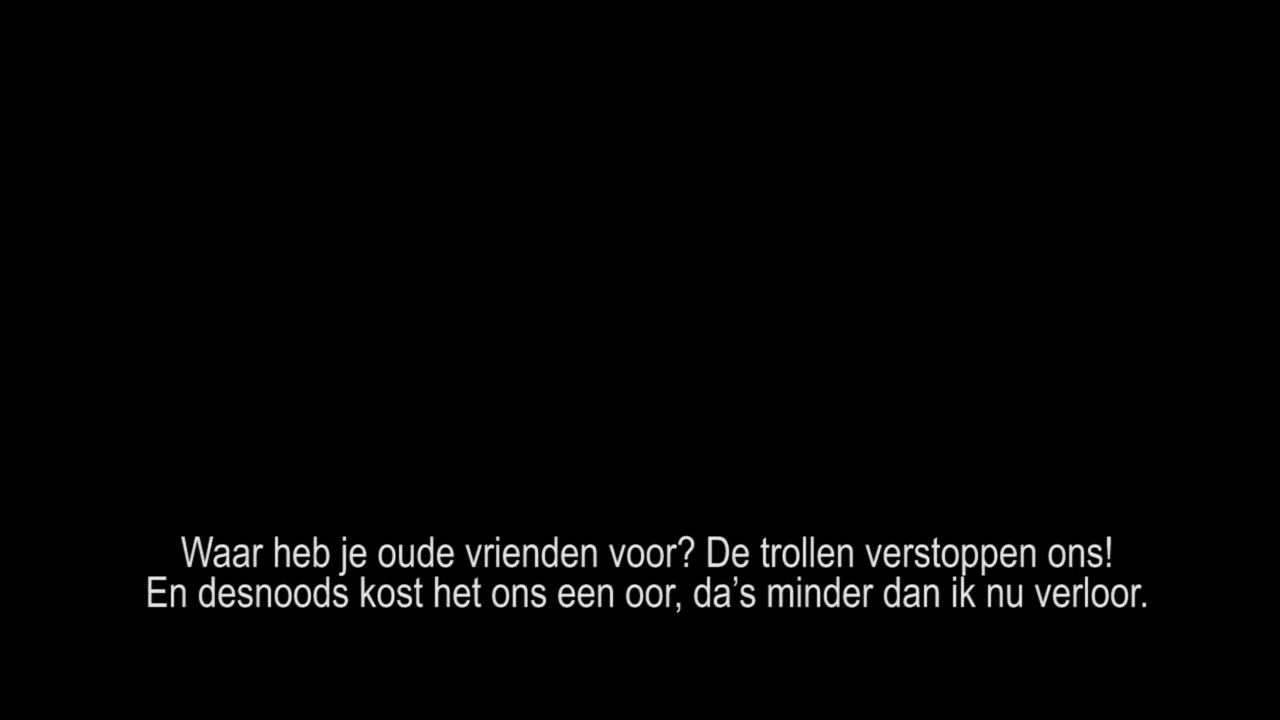 Waar heb je oude vrienden voor? De trollen verstoppen ons!
En desnoods kost het ons een oor, da’s minder dan ik nu verloor.